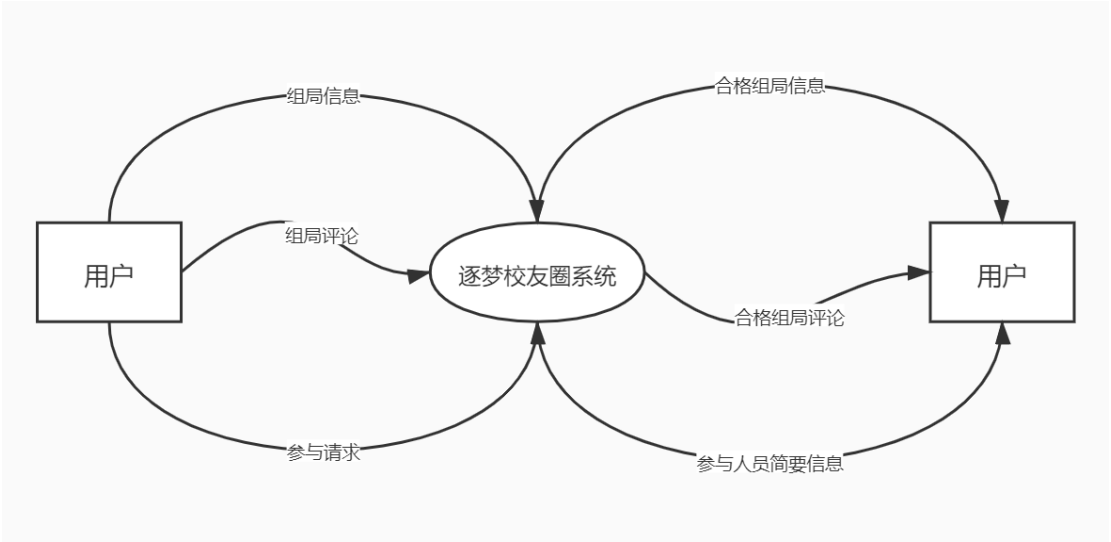 组局信息
合格组局信息
组局评论
用户
逐梦校友圈系统
用户
合格组局评论
参与请求
参与人员简要信息